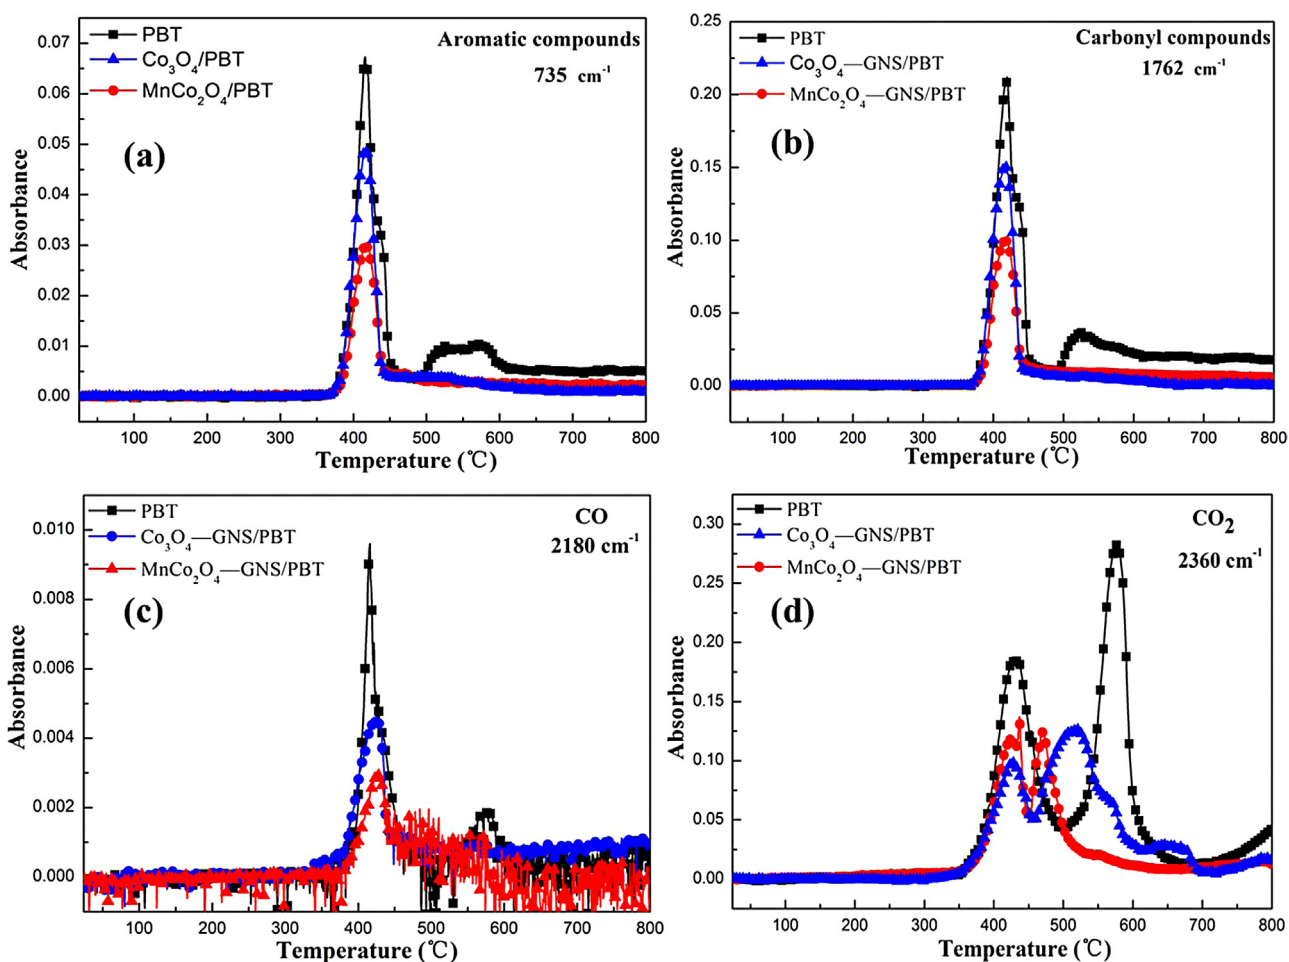 PBT
Co3O4/PBT
MnCo2O4/PBT
Aromatic compounds
735 cm-1
(a)
Absorbance
0.07
0.06
0.05
0.04
0.03
0.02
0.01
0.00
100 200 300 400 500 600 700 800
Temperature (℃)
PBT
Co3O4—GNS/PBT
MnCo2O4—GNS/PBT
Carbonyl compounds
1762 cm-1
(b)
Absorbance
0.25
0.20
0.15
0.10
0.05
0.00
100 200 300 400 500 600 700 800
Temperature (℃)
PBT
Co3O4—GNS/PBT
MnCo2O4—GNS/PBT
CO
2180 cm-1
(c)
Absorbance
0.010
0.008
0.006
0.004
0.002
0.000
100 200 300 400 500 600 700 800
Temperature (℃)
PBT
Co3O4—GNS/PBT
MnCo2O4—GNS/PBT
CO2
2360 cm-1
(d)
Absorbance
0.30
0.25
0.20
0.15
0.10
0.05
0.00
100 200 300 400 500 600 700 800
Temperature (℃)